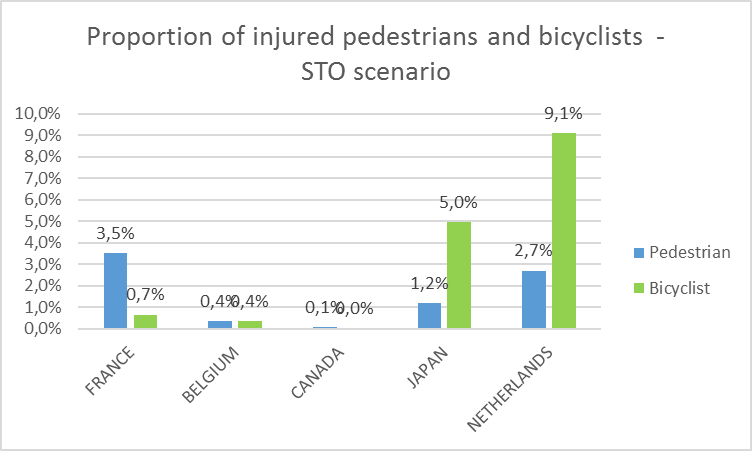 Proportion of injured pedestrians and bicyclists -
STO scenario
10,0%
9,0%
8,0%
7,0%
6,0%
5,0%
4,0%
3,0%
2,0%
1,0%
0,0%
3,5%
0,7%
0,4%
0,4%
0,1%
0,0%
1,2%
5,0%
2,7%
9,1%
FRANCE
BELGIUM
CANADA
JAPAN
NETHERLANDS
Pedestrian
Bicyclist